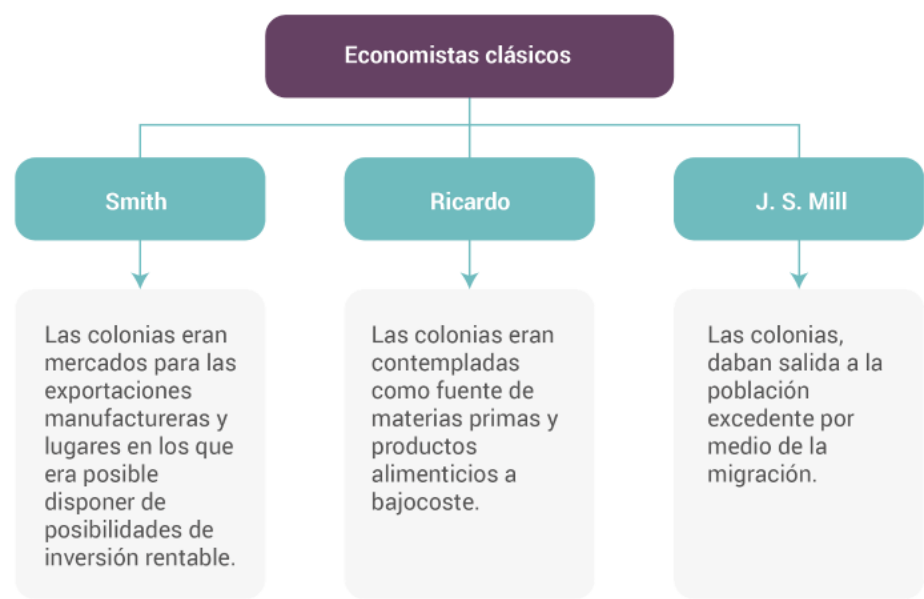 Economistas clásicos
Smith
Ricardo
J. S. Mill
Las colonias eran
mercados para las
exportaciones
manufactureras y
lugares en los que
era posible
disponer de
posibilidades de
inversión rentable.
Las colonias eran
contempladas
como fuente de
materias primas y
productos
alimenticios a
bajocoste.
Las colonias,
daban salida a la
población
excedente por
medio de la
migración.